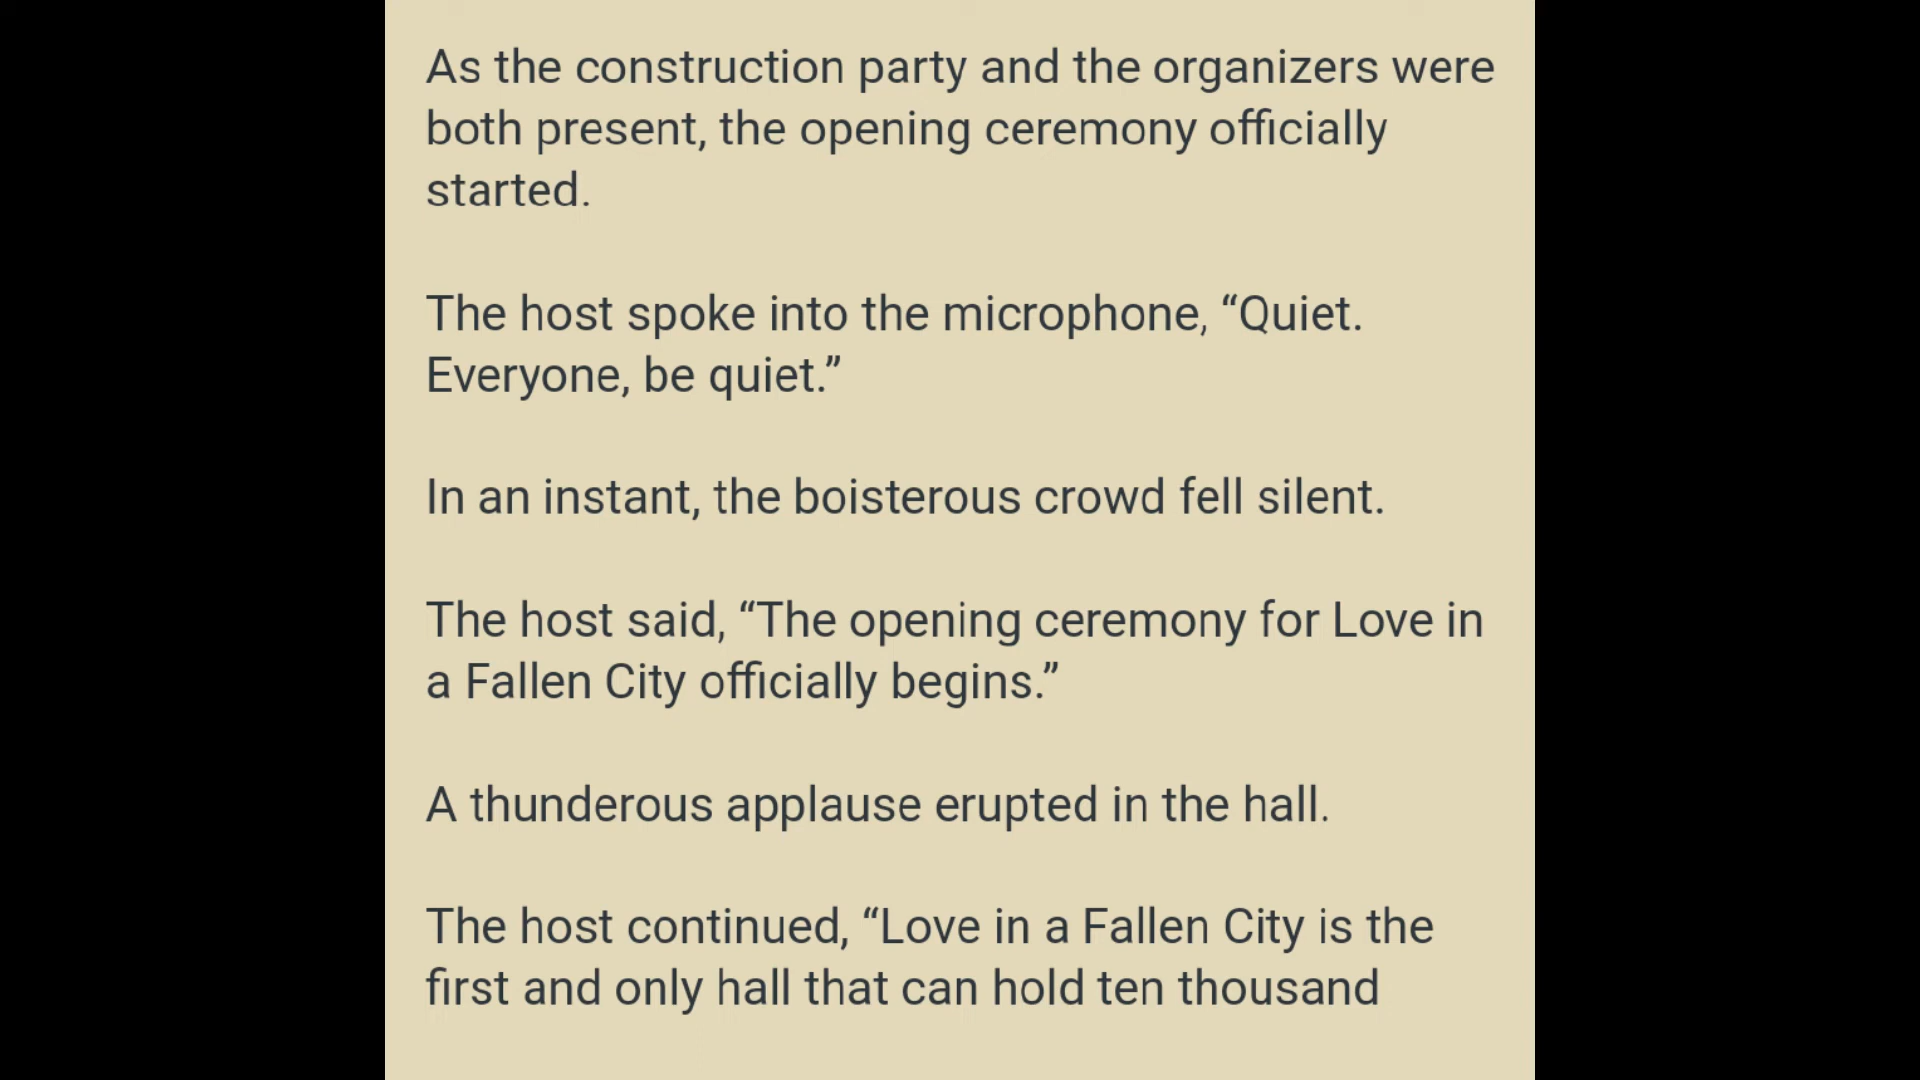 As the construction party and the organizers were
both present, the opening ceremony officially
started.
The host spoke into the microphone, “Quiet.
Everyone, be quiet.”
In an instant, the boisterous crowd fell silent.
The host said, “The opening ceremony for Love in
a Fallen City officially begins.”
A thunderous applause erupted in the hall.
The host continued, “Love in a Fallen City is the
first and only hall that can hold ten thousand